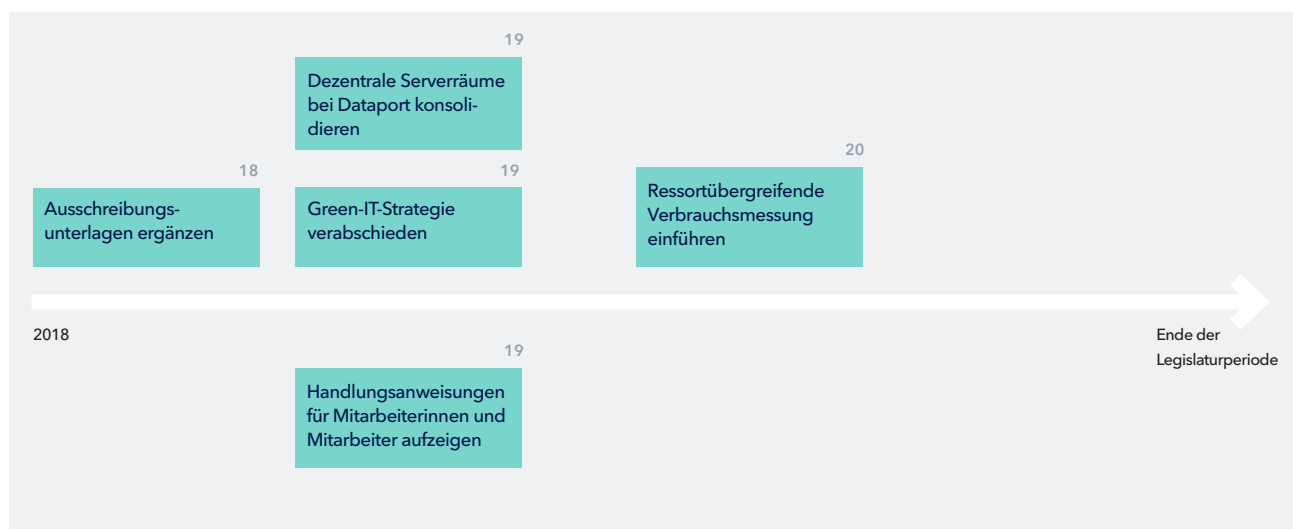 19
Dezentrale Serverräume
bei Dataport konsoli-
dieren
18
Ausschreibungs-
unterlagen ergänzen
19
Green-IT-Strategie
verabschieden
20
Ressortübergreifende
Verbrauchsmessung
einführen
2018
Ende der
Legislaturperiode
19
Handlungsanweisungen
für Mitarbeiterinnen und
Mitarbeiter aufzeigen